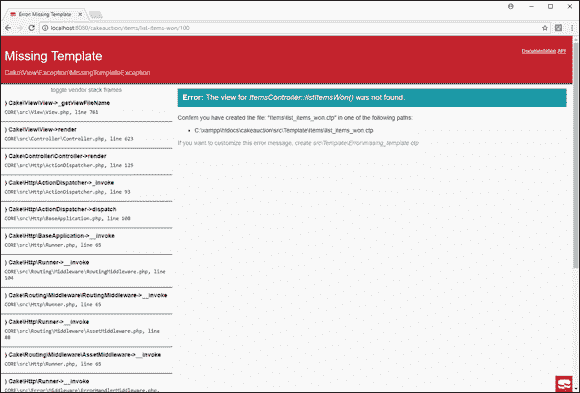 Error: Missing Template
localhost:8080/cakeauction/items/list-items-won/100
Missing Template
Cake\View\Exception\MissingTemplateException
Documentation API
toggle vendor stack frames
Error: The view for ItemsController::listItemsWon() was not found.
⟩ Cake\View\View->_getViewFileName
CORE\src\View\View.php, line
Confirm you have created the file: "Items\list_items_won.ctp" in one of the following paths:
⟩ Cake\View\View->render
CORE\src\Controller\Controller.php, line 623
• C:\xampp\htdocs\cakeauction\src\Template\Items\list_items_won.ctp
If you want to customize this error message, create src\Template\Error\missing_template.ctp
⟩ Cake\Controller\Controller->render
CORE\src\Http\ActionDispatcher.php, line 125
⟩ Cake\Http\ActionDispatcher->_invoke
CORE\src\Http\ActionDispatcher.php, line 93
⟩ Cake\Http\ActionDispatcher->dispatch
CORE\src\Http\BaseApplication.php, line 108
⟩ Cake\Http\BaseApplication->__invoke
CORE\src\Http\Runner.php, line 65
⟩ Cake\Http\Runner->__invoke
CORE\src\Routing\Middleware\RoutingMiddleware.php, line
104
⟩ Cake\Routing\Middleware\RoutingMiddleware->__invoke
CORE\src\Http\Runner.php, line 65
⟩ Cake\Http\Runner->__invoke
CORE\src\Routing\Middleware\AssetMiddleware.php, line
88
⟩ Cake\Routing\Middleware\AssetMiddleware->__invoke
CORE\src\Http\Runner.php, line 65
⟩ Cake\Http\Runner->__invoke
CORE\src\Error\Middleware\ErrorHandlerMiddleware.php,